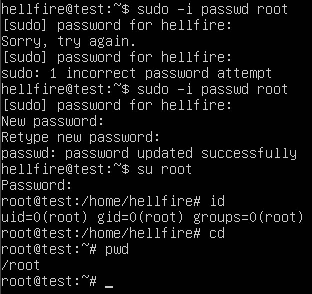 hellfire@test:~$ sudo -i passwd root
[sudo] password for hellfire:
Sorry, try again.
[sudo] password for hellfire:
sudo: 1 incorrect password attempt
hellfire@test:~$ sudo -i passwd root
[sudo] password for hellfire:
New password:
Retype new password:
passwd: password updated successfully
hellfire@test:~$ su root
Password:
root@test:/home/hellfire# id
uid=0(root) gid=0(root) groups=0(root)
root@test:/home/hellfire# cd
root@test:~# pwd
/root
root@test:~# _